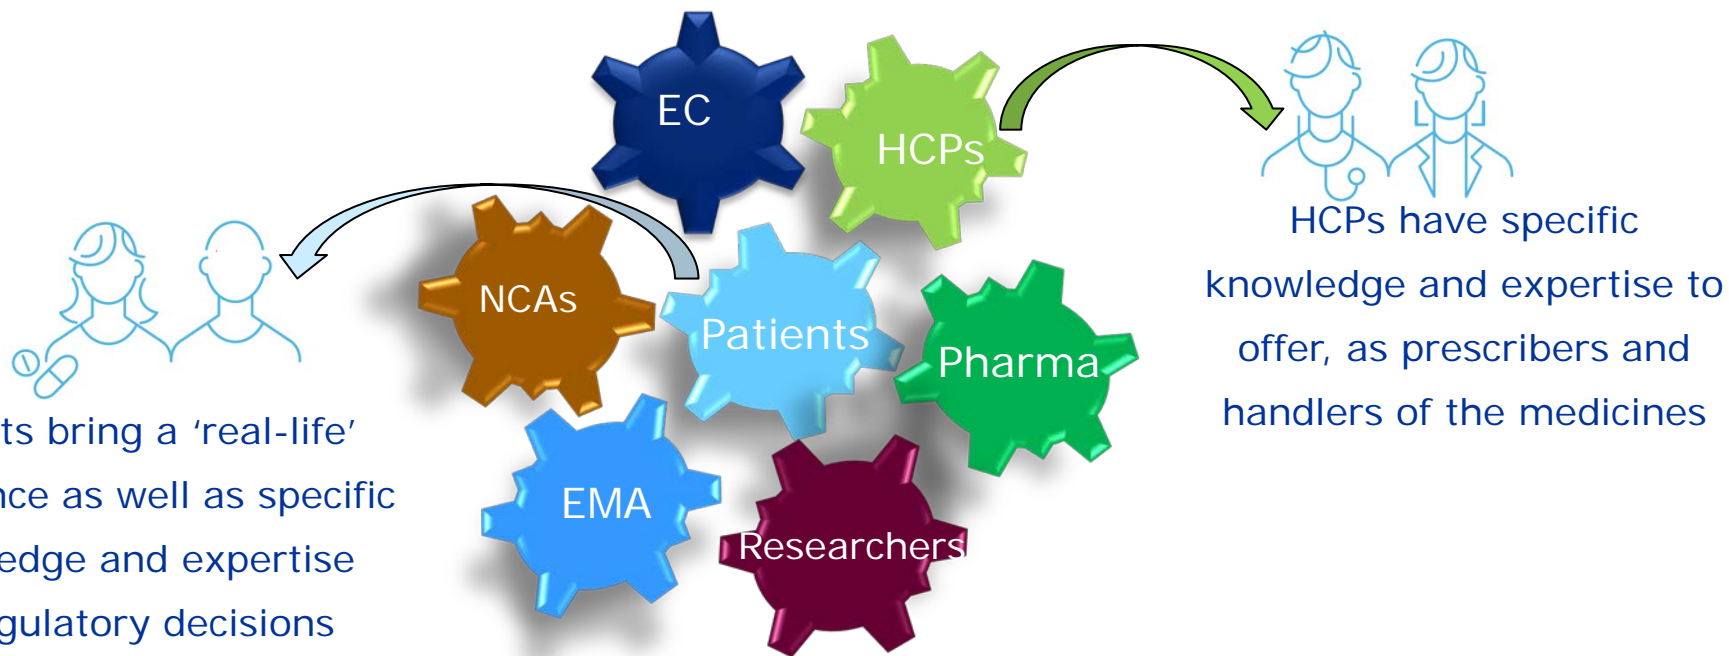 EC
HCPs
NCAs
Patients
Pharma
EMA
Researchers
HCPs have specific
knowledge and expertise to
offer, as prescribers and
handlers of the medicines
ts bring a ‘real-life’
nce as well as specific
edge and expertise
gulatory decisions